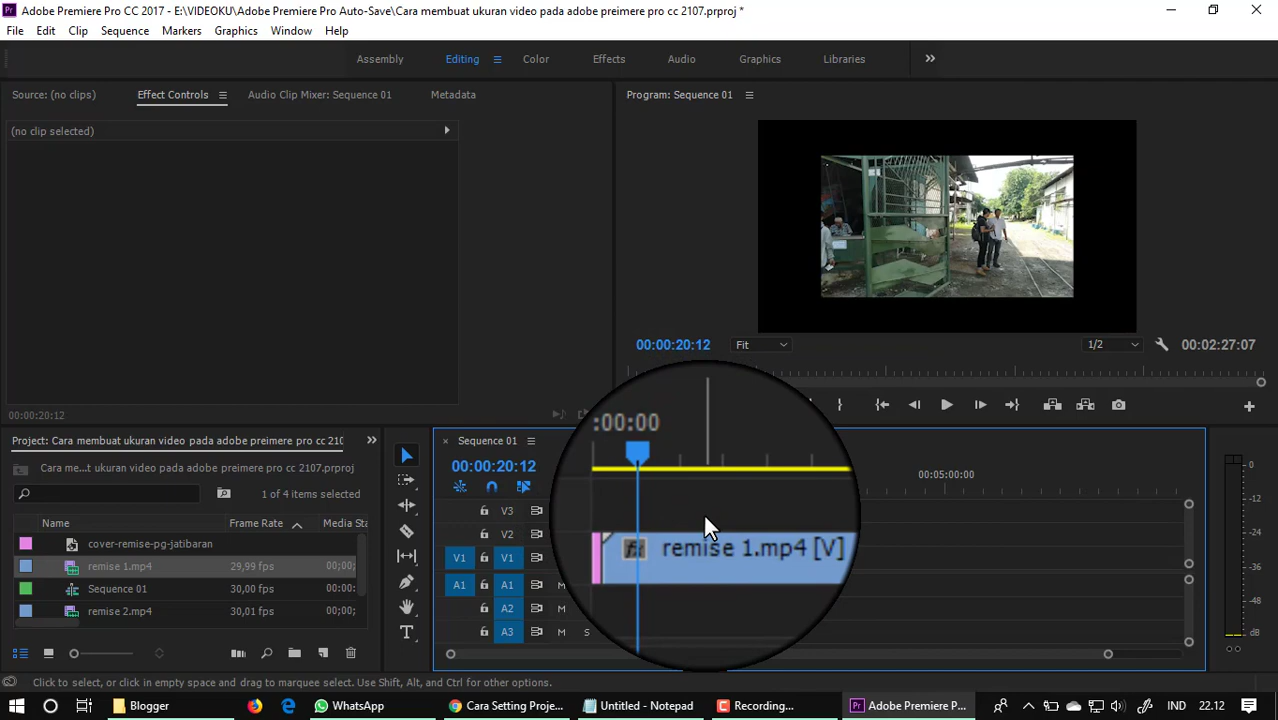 Adobe Premiere Pro CC 2017 - E:\VIDEOKU\Adobe Premiere Pro Auto-Save\Cara membuat ukuran video pada adobe preimere pro cc 2107.prproj *
File Edit Clip Sequence Markers Graphics Window Help
Assembly Editing Color Effects Audio Graphics Libraries
Source: (no clips) Effect Controls Audio Clip Mixer: Sequence 01 Metadata
Program: Sequence 01
(no clip selected)
00:00:20:12 Fit 1/2 00:02:27:07
00:00:20:12
Project: Cara membuat ukuran video pada adobe preimere pro cc 210
Cara me...t ukuran video pada adobe preimere pro cc 2107.prproj
1 of 4 items selected
Name Frame Rate Media Sta
cover-remise-pg-jatibaran
remise 1.mp4 29,99 fps 00;00;
Sequence 01 30,00 fps 00:00:
remise 2.mp4 30,01 fps 00;00;
Sequence 01
00:00:20:12
:00:00
00:05:00:00
V3
V2
V1 V1
remise 1.mp4 [V]
A1 A1 M
A2 M
A3 M S
0
-12
-24
-36
-48
dB
Click to select, or click in empty space and drag to marquee select. Use Shift, Alt, and Ctrl for other options.
Blogger WhatsApp Cara Setting Proje... Untitled - Notepad Recording... Adobe Premiere P... IND 22.12